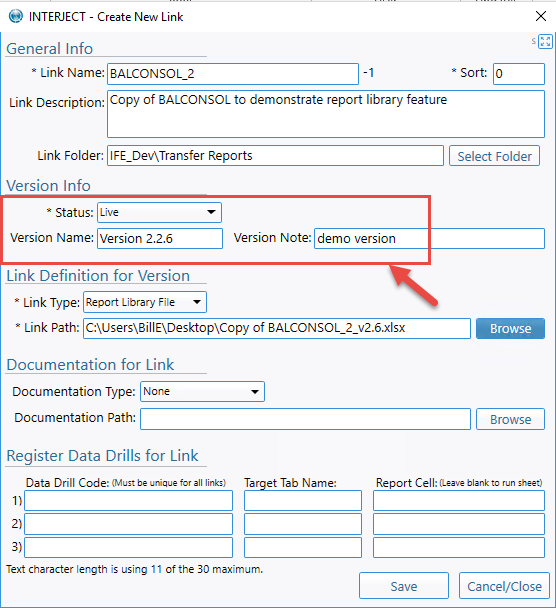 INTERJECT - Create New Link
General Info
s
* Link Name: BALCONSOL_2 -1 * Sort: 0
Link Description: Copy of BALCONSOL to demonstrate report library feature
Link Folder: IFE_Dev\Transfer Reports Select Folder
Version Info
* Status: Live
Version Name: Version 2.2.6 Version Note: demo version
Link Definition for Version
* Link Type: Report Library File
* Link Path: C:\Users\BillE\Desktop\Copy of BALCONSOL_2_v2.6.xlsx Browse
Documentation for Link
Documentation Type: None
Documentation Path: Browse
Register Data Drills for Link
Data Drill Code: (Must be unique for all links) Target Tab Name: Report Cell: (Leave blank to run sheet)
1)
2)
3)
Text character length is using 11 of the 30 maximum.
Save Cancel/Close